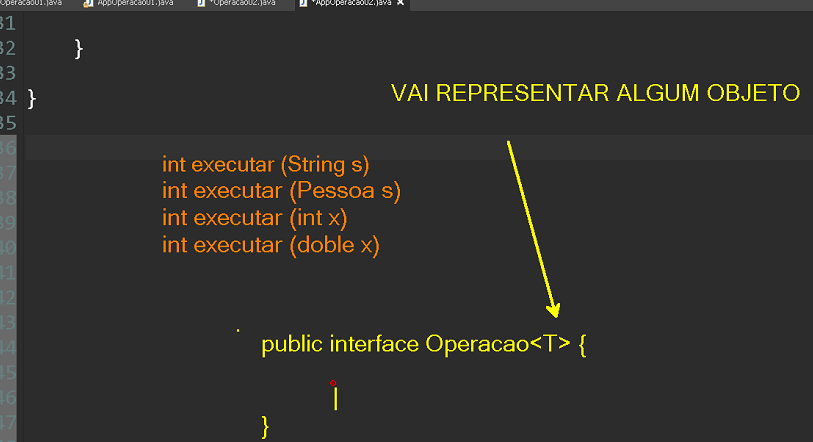 Operacao01.java AppOperacao01.java *Operacao02.java *AppOperacao02.java
31
32 }
33
34 }
35
VAI REPRESENTAR ALGUM OBJETO
36
37 int executar (String s)
38 int executar (Pessoa s)
39 int executar (int x)
40 int executar (doble x)
41
42
43
44 public interface Operacao<T> {
45
46
47 }